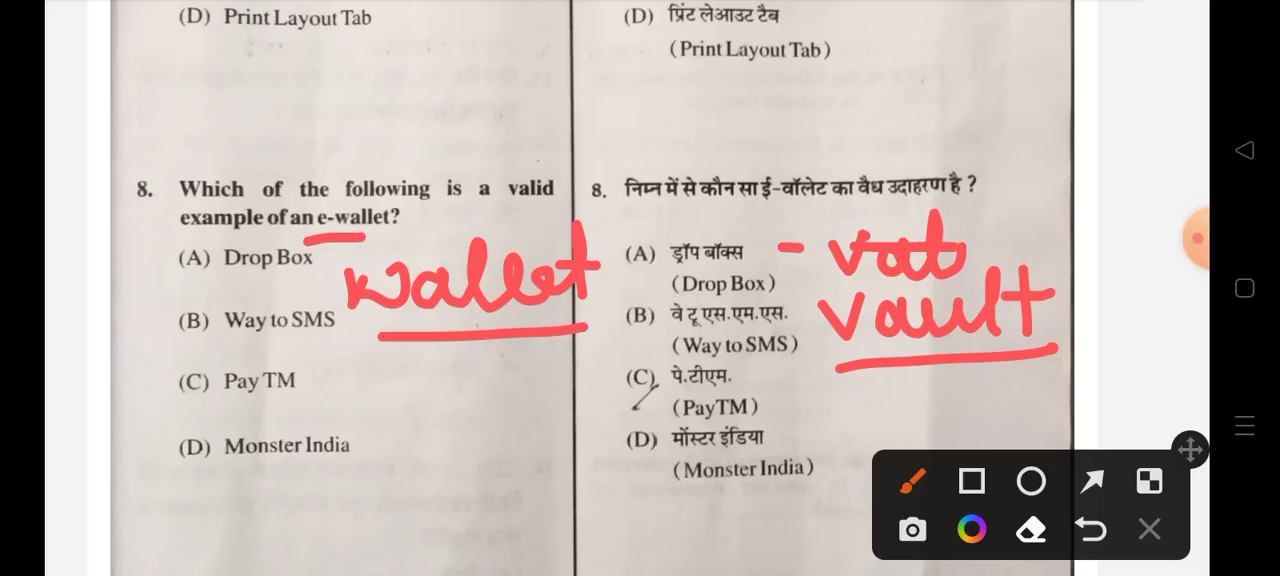 (D) Print Layout Tab
8. Which of the following is a valid
example of an e-wallet?
(A) Drop Box
wallet
(B) Way to SMS
(C) Pay TM
(D) Monster India
(D) प्रिंट लेआउट टैब
(Print Layout Tab)
8. निम्न में से कौन सा ई-वॉलेट का वैध उदाहरण है ?
(A) ड्रॉप बॉक्स
(Drop Box)
vault
(B) वे टू एस.एम.एस.
(Way to SMS)
(C) पे.टीएम.
(PayTM)
(D) मोंस्टर इंडिया
(Monster India)